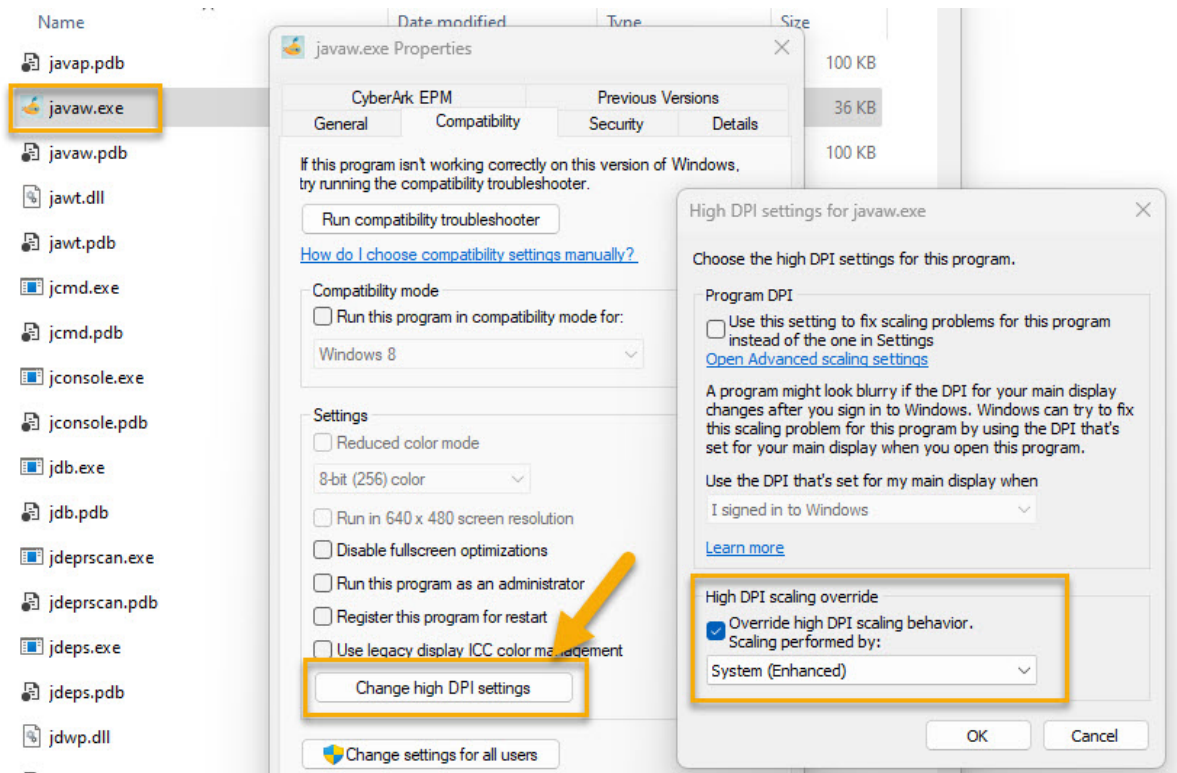 Name Date modified Type Size
javap.pdb 100 KB
javaw.exe 36 KB
javaw.pdb 100 KB
jawt.dll
jawt.pdb
jcmd.exe
jcmd.pdb
jconsole.exe
jconsole.pdb
jdb.exe
jdb.pdb
jdeprscan.exe
jdeprscan.pdb
jdeps.exe
jdeps.pdb
jdwp.dll
javaw.exe Properties
CyberArk EPM Previous Versions
General Compatibility Security Details
If this program isn't working correctly on this version of Windows,
try running the compatibility troubleshooter.
Run compatibility troubleshooter
How do I choose compatibility settings manually?
Compatibility mode
Run this program in compatibility mode for:
Windows 8
Settings
Reduced color mode
8-bit (256) color
Run in 640 x 480 screen resolution
Disable fullscreen optimizations
Run this program as an administrator
Register this program for restart
Use legacy display ICC color management
Change high DPI settings
Change settings for all users
High DPI settings for javaw.exe
Choose the high DPI settings for this program.
Program DPI
Use this setting to fix scaling problems for this program
instead of the one in Settings
Open Advanced scaling settings
A program might look blurry if the DPI for your main display
changes after you sign in to Windows. Windows can try to fix
this scaling problem for this program by using the DPI that's
set for your main display when you open this program.
Use the DPI that's set for my main display when
I signed in to Windows
Learn more
High DPI scaling override
Override high DPI scaling behavior.
Scaling performed by:
System (Enhanced)
OK Cancel